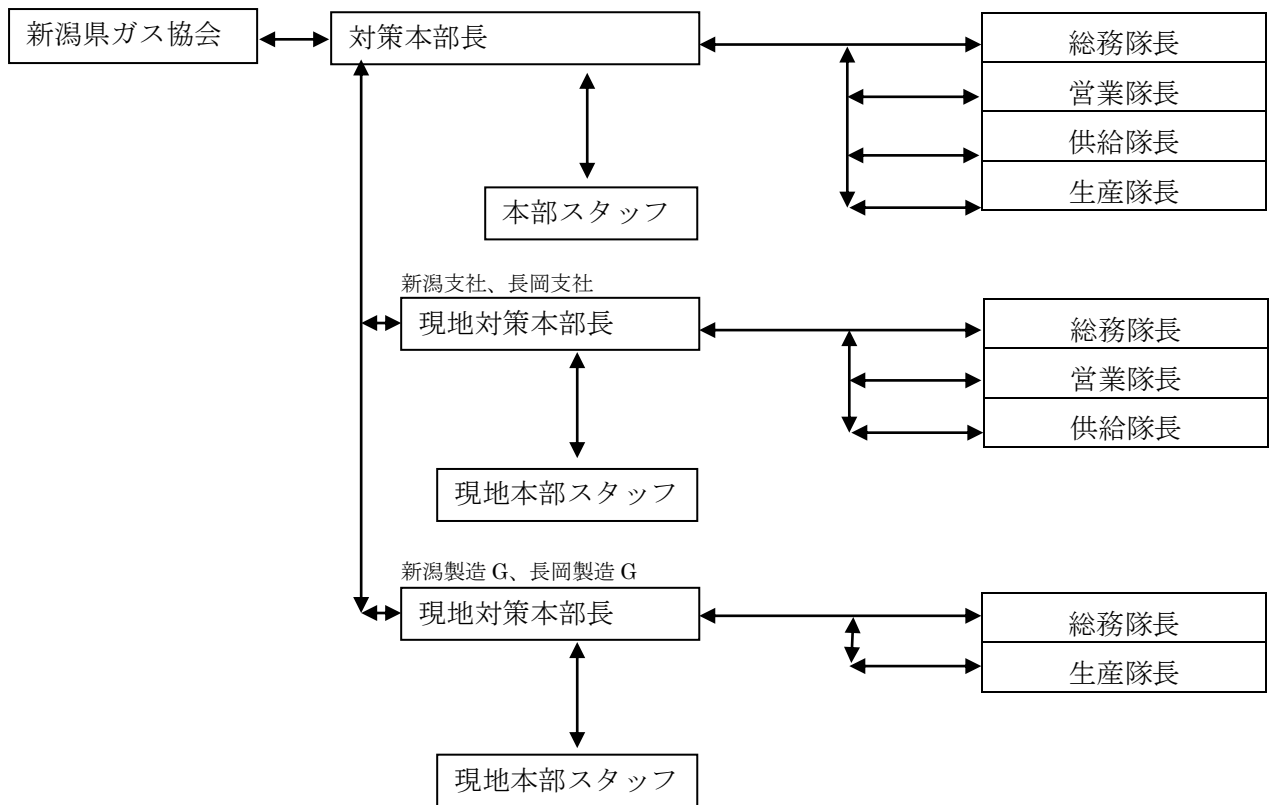 新潟県ガス協会
対策本部長
総務隊長
営業隊長
供給隊長
生産隊長
本部スタッフ
新潟支社、長岡支社
現地対策本部長
総務隊長
営業隊長
供給隊長
現地本部スタッフ
新潟製造 G、長岡製造 G
現地対策本部長
総務隊長
生産隊長
現地本部スタッフ